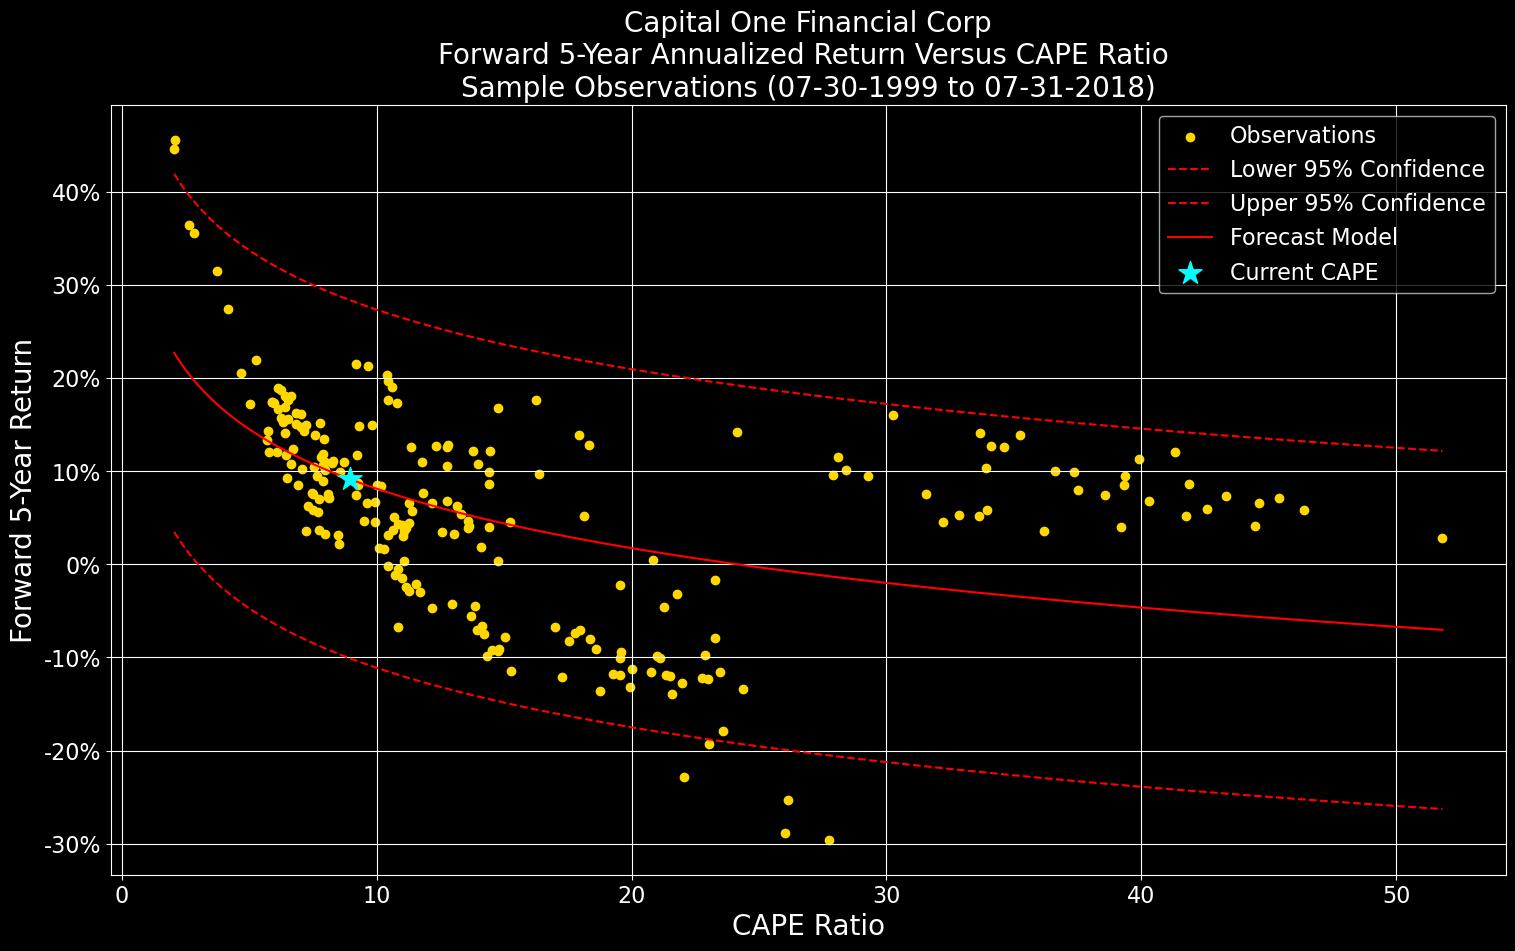 Capital One Financial Corp
Forward 5-Year Annualized Return Versus CAPE Ratio
Sample Observations (07-30-1999 to 07-31-2018)
Observations
Lower 95% Confidence
Upper 95% Confidence
Forecast Model
Current CAPE
Forward 5-Year Return
40%
30%
20%
10%
0%
-10%
-20%
-30%
0 10 20 30 40 50
CAPE Ratio